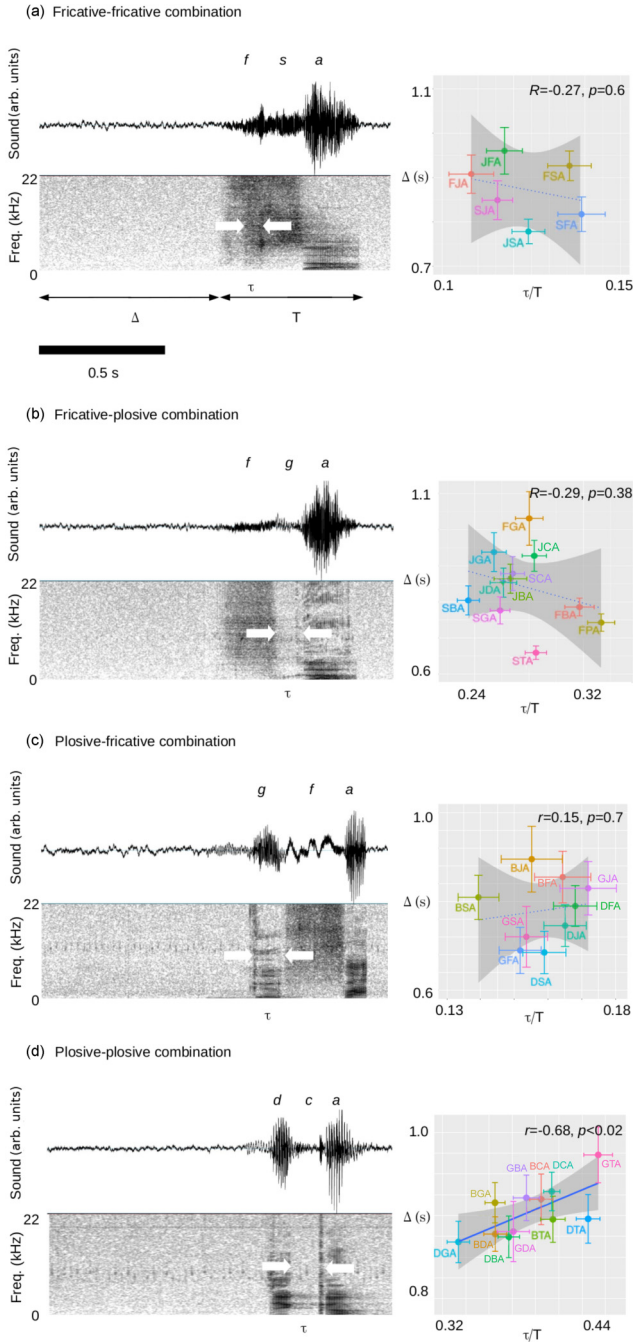 (a) Fricative-fricative combination
f s a
Sound (arb. units)
Freq. (kHz)
22
0
τ
Δ T
0.5 s
R=-0.27, p=0.6
1.1
Δ (s)
0.7
0.1 0.15
τ/T
JFA
FSA
FJA
SJA
SFA
JSA
(b) Fricative-plosive combination
f g a
Sound (arb. units)
Freq. (kHz)
22
0
τ
R=-0.29, p=0.38
1.1
Δ (s)
0.6
0.24 0.32
τ/T
FGA
JGA
JCA
SCA
JDA
JBA
SBA
SGA
FBA
FPA
STA
(c) Plosive-fricative combination
g f a
Sound (arb. units)
Freq. (kHz)
22
0
τ
r=0.15, p=0.7
1.0
Δ (s)
0.6
0.13 0.18
τ/T
BJA
BFA
GJA
BSA
DFA
GSA
DJA
GFA
DSA
(d) Plosive-plosive combination
d c a
Sound (arb. units)
Freq. (kHz)
22
0
τ
r=-0.68, p<0.02
1.0
Δ (s)
0.8
0.32 0.44
τ/T
GTA
BCA
DCA
GBA
BGA
DGA
BDA
GDA
BTA
DTA
DBA